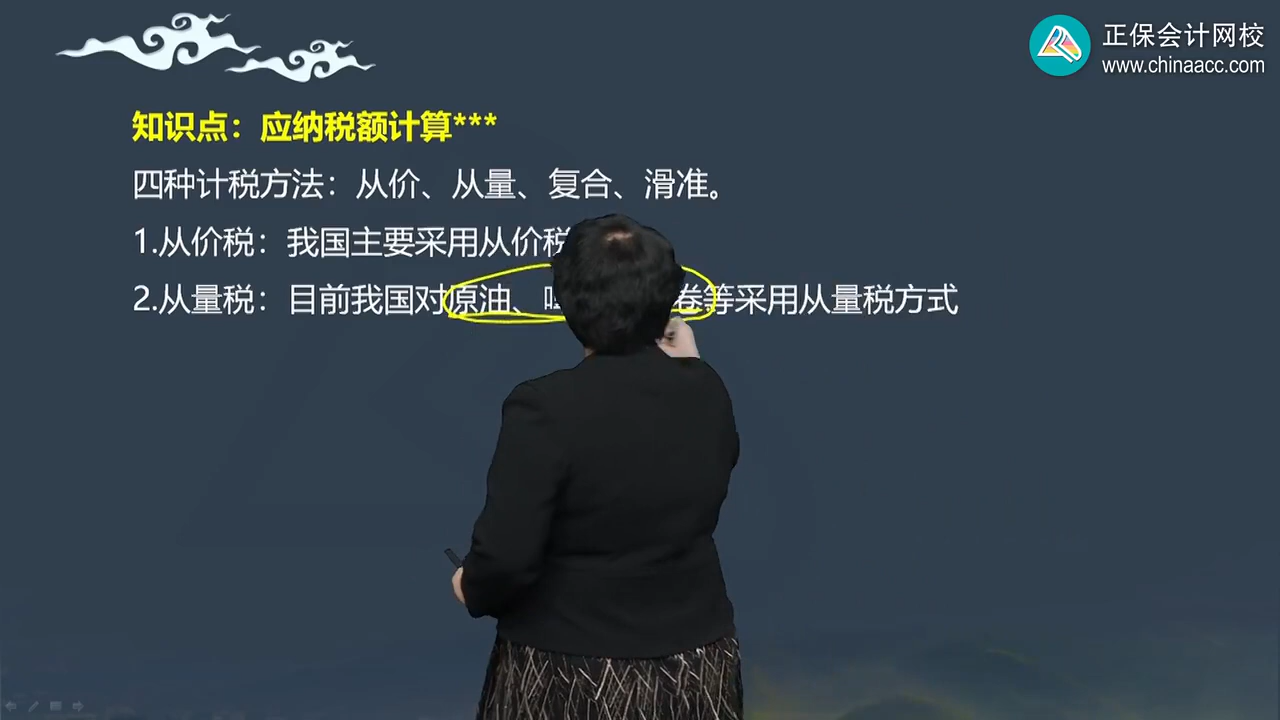 正保会计网校
www.chinaacc.com
知识点：应纳税额计算***
四种计税方法：从价、从量、复合、滑准。
1.从价税：我国主要采用从价税
2.从量税：目前我国对原油、 卷等采用从量税方式